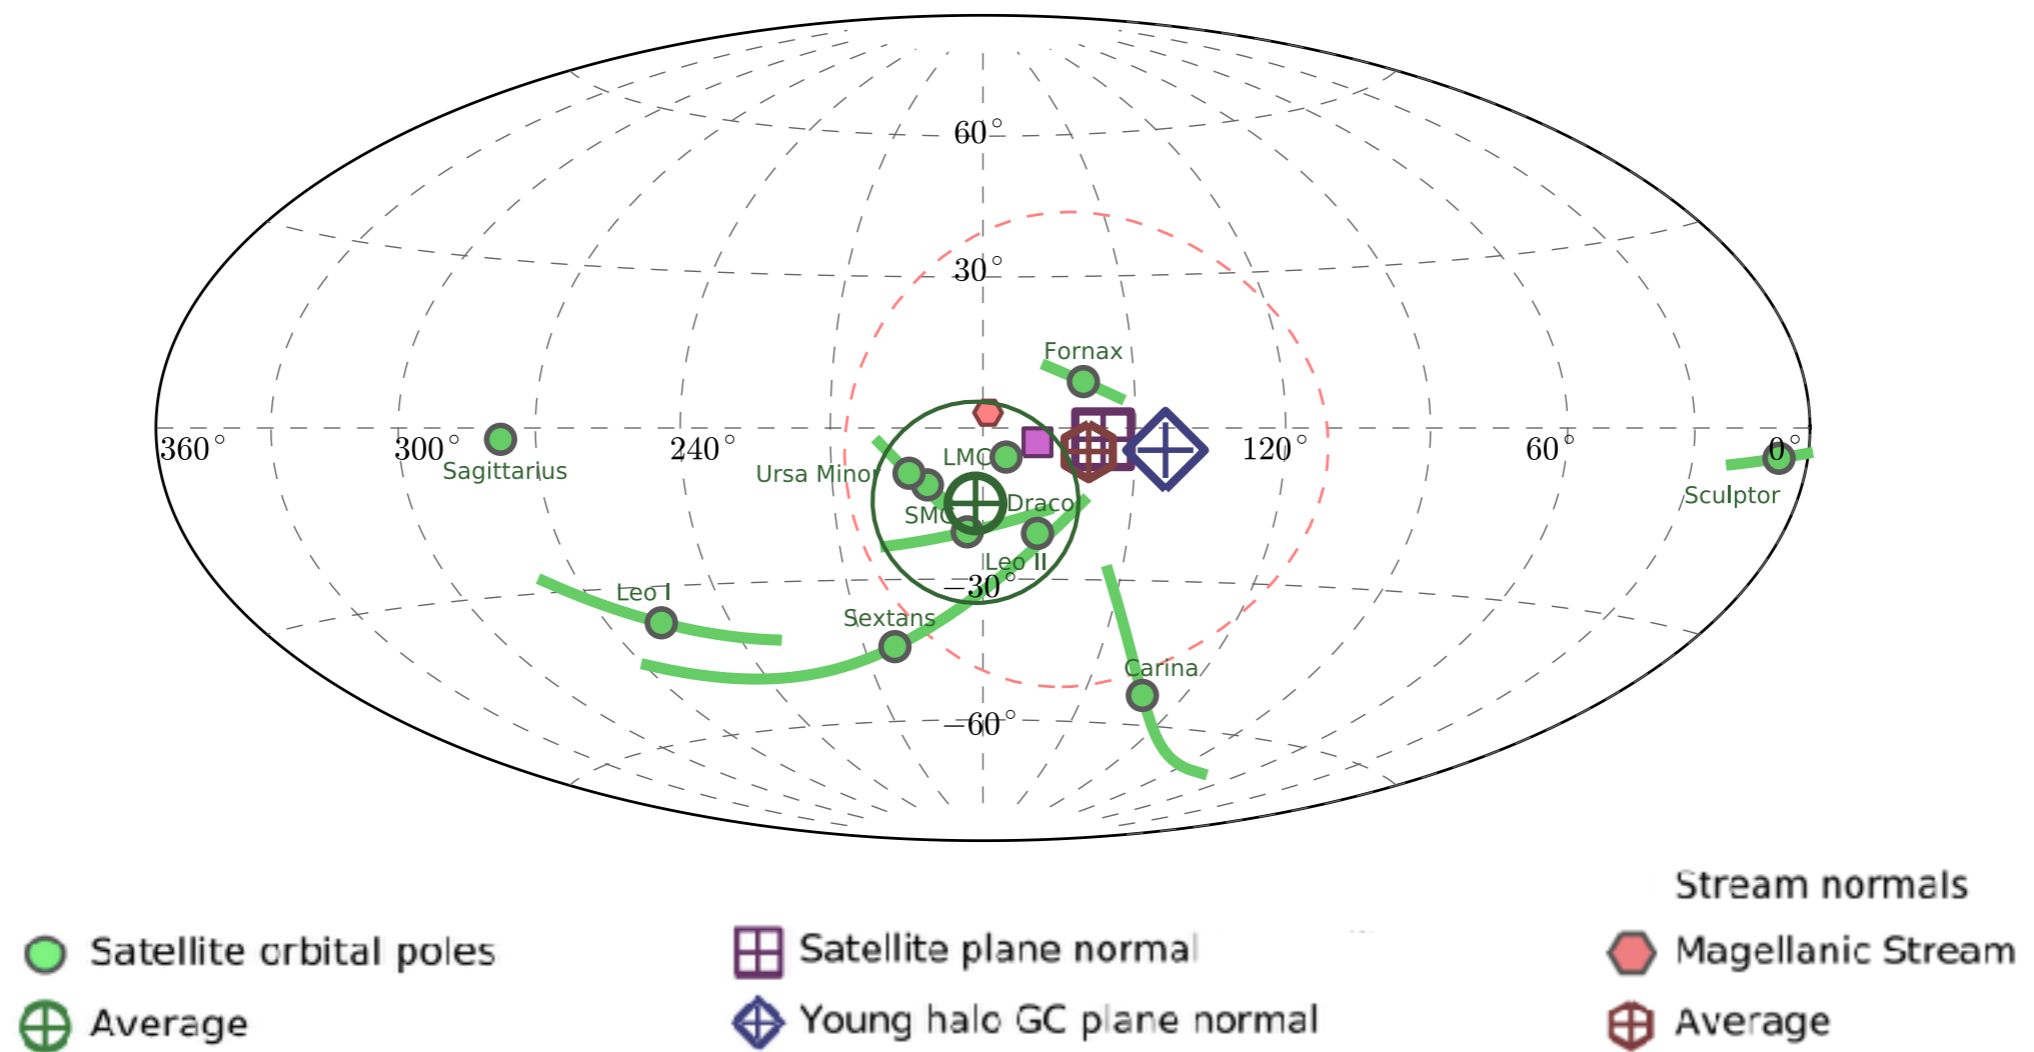 60°
30°
Fornax
360°
300°
240°
120°
60°
0°
Sagittarius
Ursa Minor
LMC
Sculptor
SMC
Draco
Leo II
−30°
Leo I
Sextans
Carina
−60°
Stream normals
Satellite orbital poles
Satellite plane normal
Magellanic Stream
Average
Young halo GC plane normal
Average